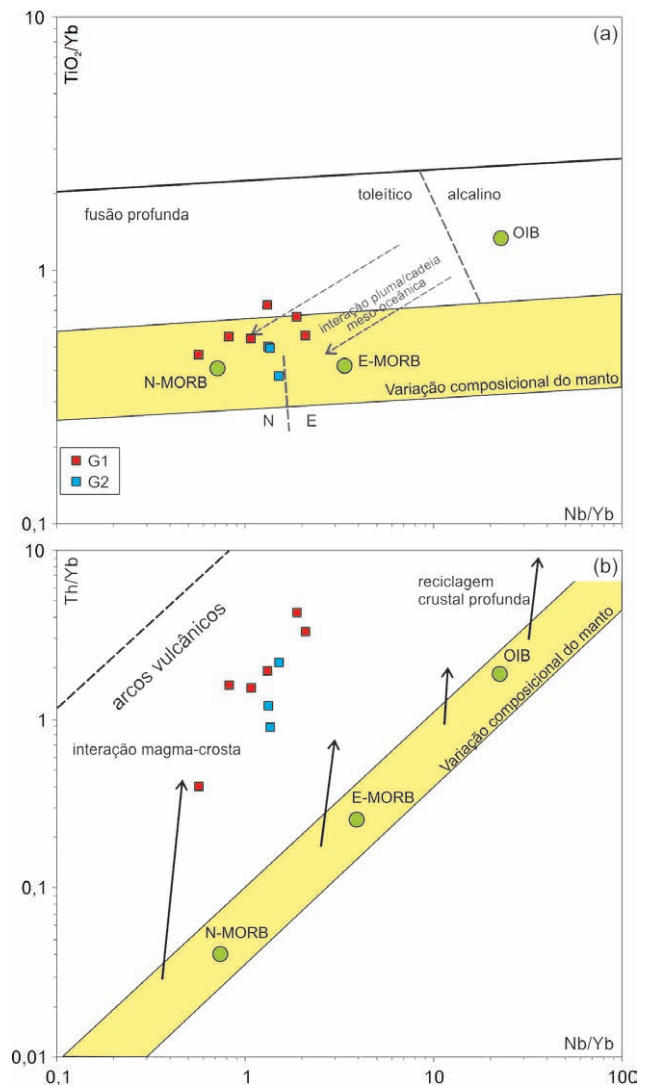 10
TiO₂/Yb
(a)
toleítico
alcalino
fusão profunda
OIB
1
interação pluma/cadeia
meso-oceânica
N-MORB
E-MORB
Variação composicional do manto
N
E
G1
G2
0,1
Nb/Yb
10
Th/Yb
(b)
reciclagem
crustal profunda
arcos vulcânicos
OIB
Variação composicional do manto
1
interação magma-crosta
E-MORB
0,1
N-MORB
0,01
Nb/Yb
0,1
1
10
100